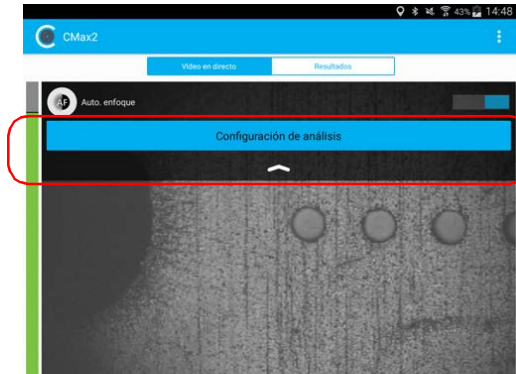 43% 14:48
CMax2
Video en directo Resultados
AF Auto. enfoque
Configuración de análisis